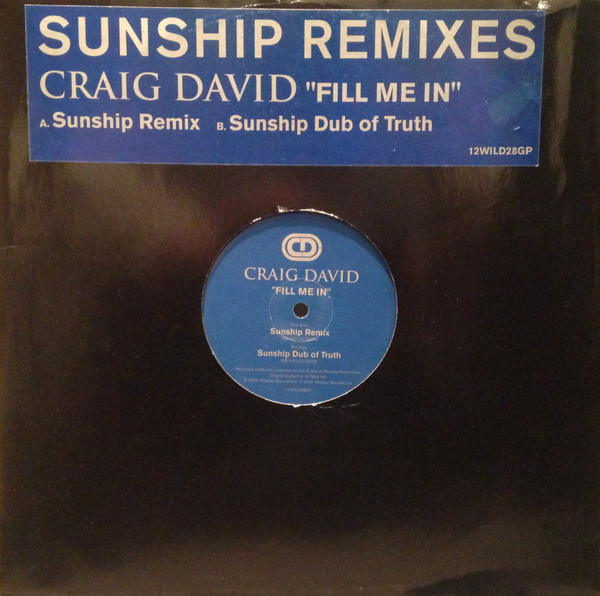 SUNSHIP REMIXES
CRAIG DAVID "FILL ME IN"
A. Sunship Remix B. Sunship Dub of Truth
12WILD28GP
CD
CRAIG DAVID
"FILL ME IN"
Sunship Remix
Sunship Dub of Truth